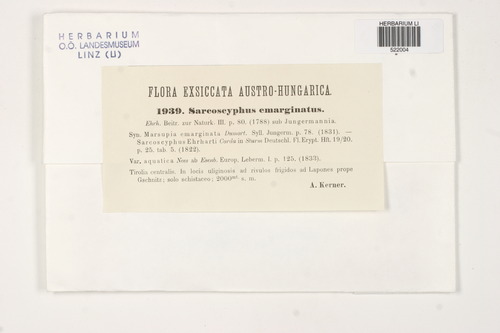 HERBARIUM
O.Ö. LANDESMUSEUM
LINZ (LI)
HERBARIUM LI
522004
FLORA EXSICCATA AUSTRO-HUNGARICA.
1939. Sarcoscyphus emarginatus.
Ehrh. Beitr. zur Naturk. III. p. 80. (1788) sub Jungermannia.
Syn. Marsupia emarginata Dumort. Syll. Jungerm. p. 78. (1831). —
Sarcoscyphus Ehrharti Corda in Sturm Deutschl. Fl. Crypt. Hft. 19/20.
p. 25. tab. 5. (1822).
Var. aquatica Nees ab Esenb. Europ. Leberm. I. p. 125. (1833).
Tirolia centralis. In locis uliginosis ad rivulos frigidos ad Lapones prope
Gschnitz; solo schistaceo; 2000 s. m.
A. Kerner.